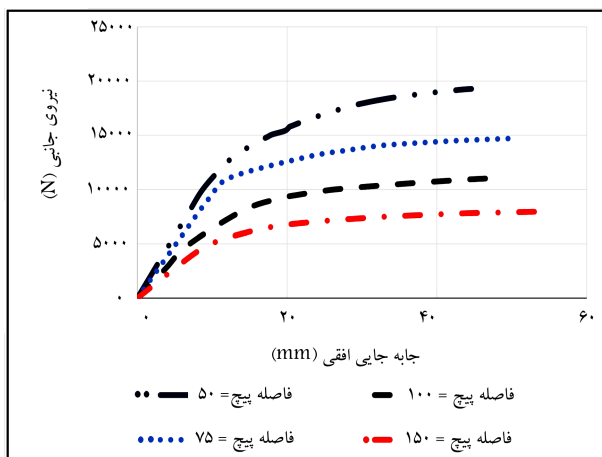 نیروی جانبی (N)
۲۵۰۰۰
۲۰۰۰۰
۱۵۰۰۰
۱۰۰۰۰
۵۰۰۰
۰
۰ ۲۰ ۴۰ ۶۰
جابه جایی افقی (mm)
فاصله پیچ= ۵۰
فاصله پیچ= ۱۰۰
فاصله پیچ= ۷۵
فاصله پیچ= ۱۵۰